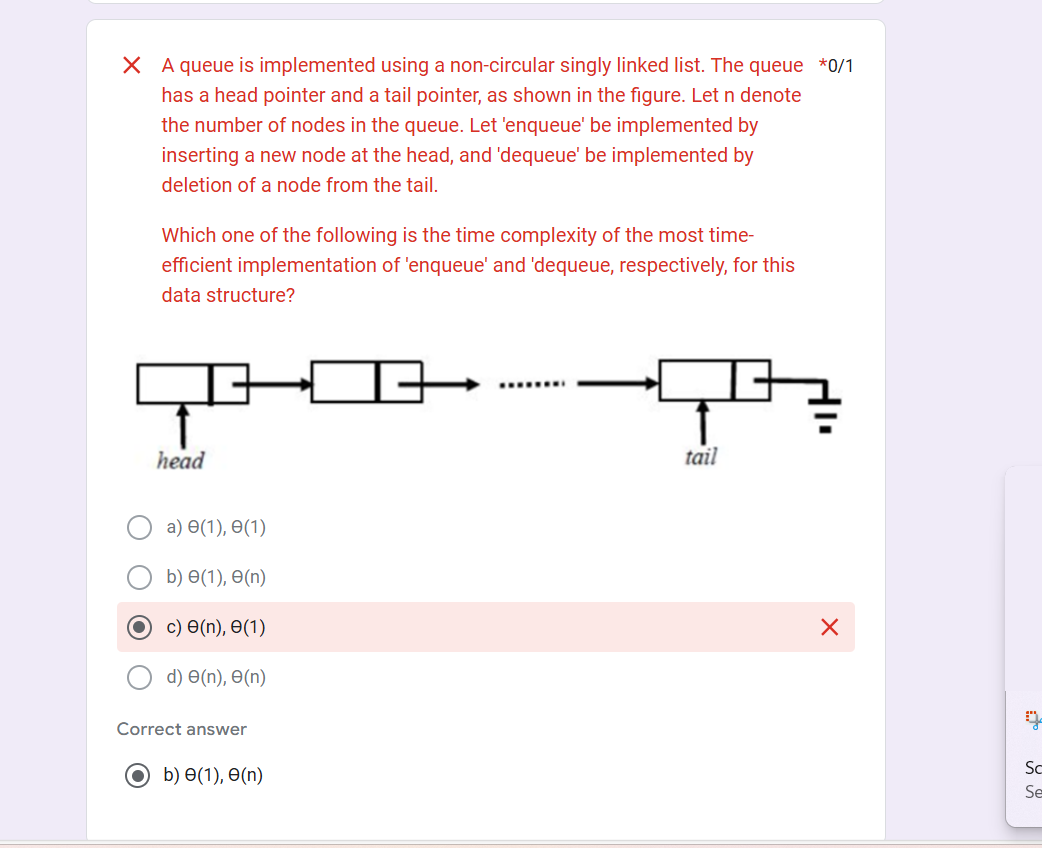 A queue is implemented using a non-circular singly linked list. The queue *0/1
has a head pointer and a tail pointer, as shown in the figure. Let n denote
the number of nodes in the queue. Let 'enqueue' be implemented by
inserting a new node at the head, and 'dequeue' be implemented by
deletion of a node from the tail.
Which one of the following is the time complexity of the most time-
efficient implementation of 'enqueue' and 'dequeue, respectively, for this
data structure?
head
tail
a) Ө(1), Ө(1)
b) Ө(1), Ө(n)
c) Ө(n), Ө(1)
d) Ө(n), Ө(n)
Correct answer
b) Ө(1), Ө(n)
Sc
Se